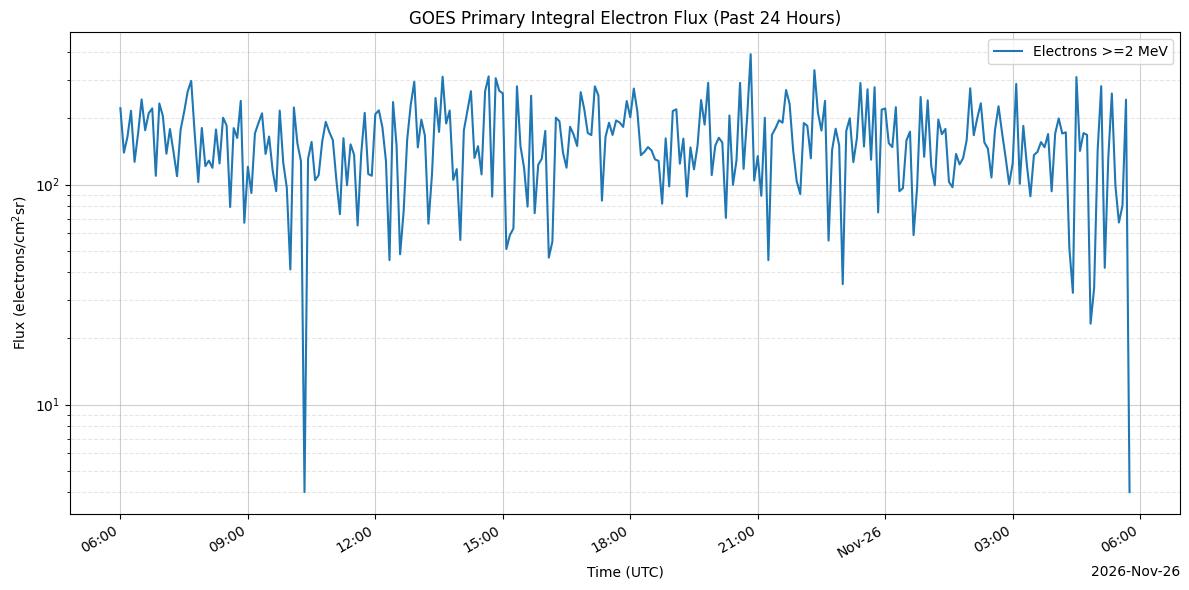 GOES Primary Integral Electron Flux (Past 24 Hours)
Electrons >=2 MeV
Flux (electrons/cm²sr)
10²
10¹
06:00
09:00
12:00
15:00
18:00
21:00
Nov-26
03:00
06:00
Time (UTC)
2026-Nov-26